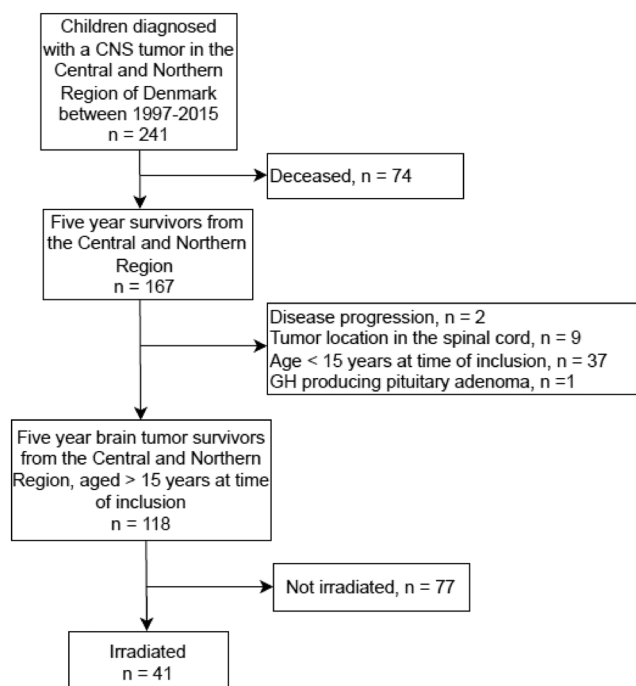 Children diagnosed
with a CNS tumor in the
Central and Northern
Region of Denmark
between 1997-2015
n = 241
Deceased, n = 74
Five year survivors from
the Central and Northern
Region
n = 167
Disease progression, n = 2
Tumor location in the spinal cord, n = 9
Age < 15 years at time of inclusion, n = 37
GH producing pituitary adenoma, n =1
Five year brain tumor survivors
from the Central and Northern
Region, aged > 15 years at time
of inclusion
n = 118
Not irradiated, n = 77
Irradiated
n = 41